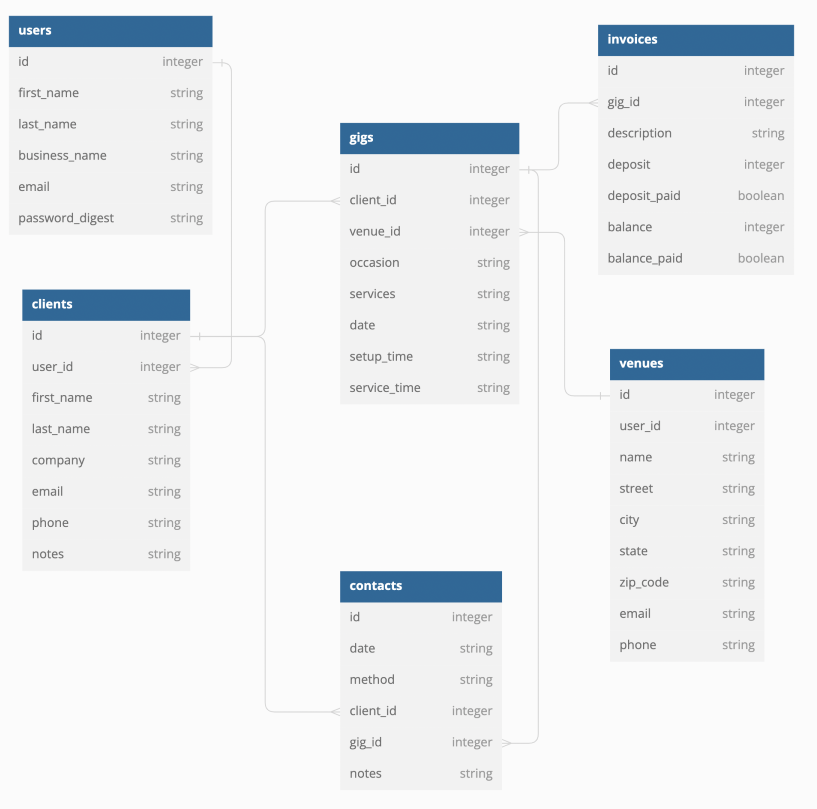 users
id integer
first_name string
last_name string
business_name string
email string
password_digest string
clients
id integer
user_id integer
first_name string
last_name string
company string
email string
phone string
notes string
gigs
id integer
client_id integer
venue_id integer
occasion string
services string
date string
setup_time string
service_time string
contacts
id integer
date string
method string
client_id integer
gig_id integer
notes string
invoices
id integer
gig_id integer
description string
deposit integer
deposit_paid boolean
balance integer
balance_paid boolean
venues
id integer
user_id integer
name string
street string
city string
state string
zip_code string
email string
phone string